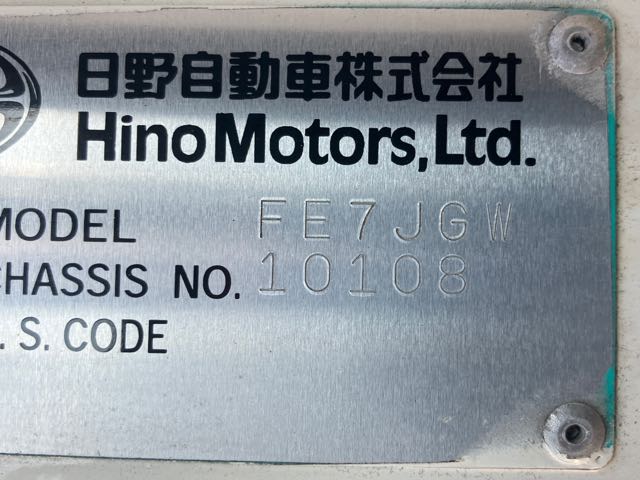 日野自動車株式会社
Hino Motors, Ltd.
MODEL FE7JGW
CHASSIS NO. 10108
. S. CODE